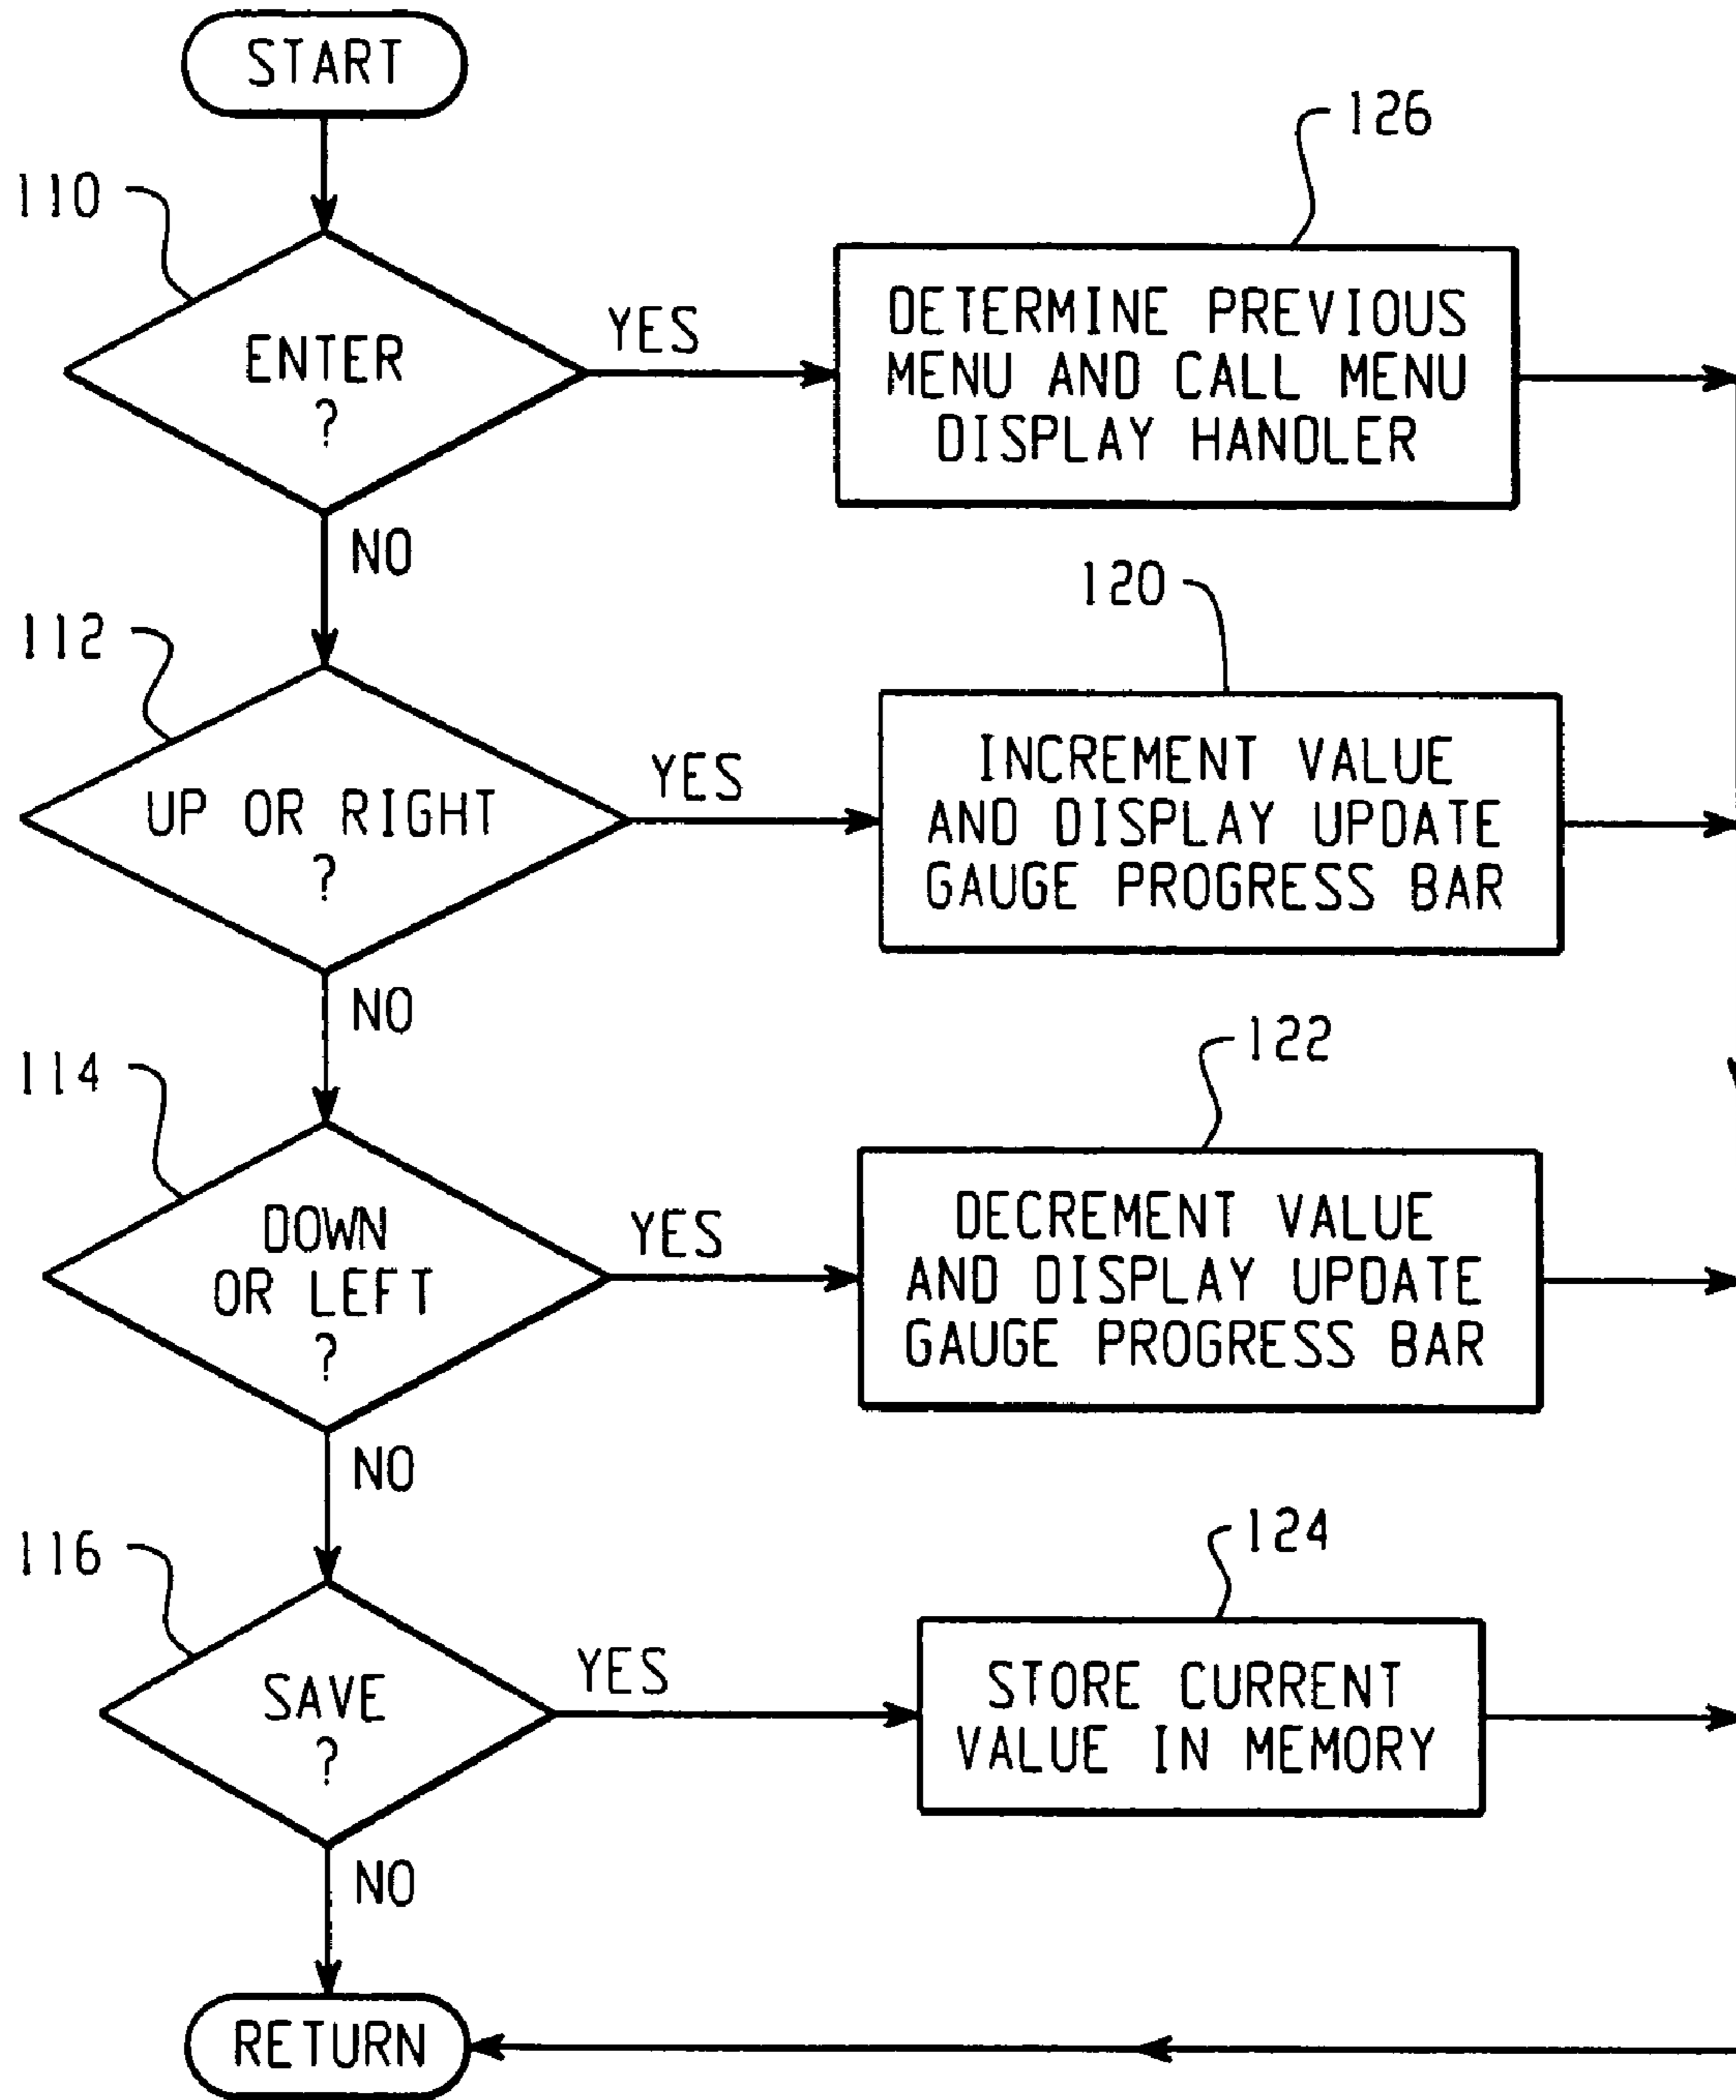 START
126
110
ENTER
?
YES
DETERMINE PREVIOUS
MENU AND CALL MENU
DISPLAY HANDLER
NO
120
112
UP OR RIGHT
?
YES
INCREMENT VALUE
AND DISPLAY UPDATE
GAUGE PROGRESS BAR
NO
122
114
DOWN
OR LEFT
?
YES
DECREMENT VALUE
AND DISPLAY UPDATE
GAUGE PROGRESS BAR
NO
124
116
SAVE
?
YES
STORE CURRENT
VALUE IN MEMORY
NO
RETURN